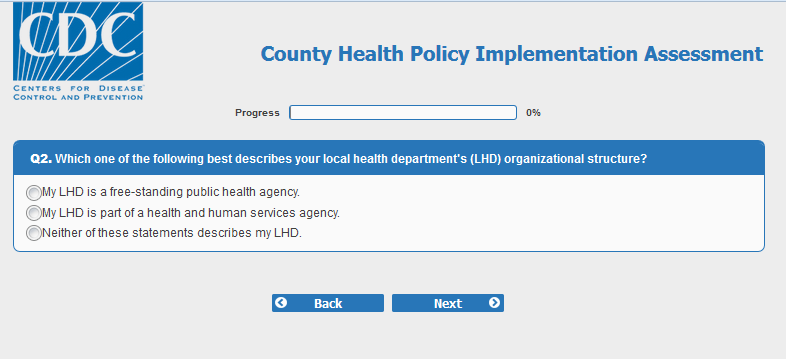 CDC
CENTERS FOR DISEASE
CONTROL AND PREVENTION
County Health Policy Implementation Assessment
Progress 0%
Q2. Which one of the following best describes your local health department's (LHD) organizational structure?
My LHD is a free-standing public health agency.
My LHD is part of a health and human services agency.
Neither of these statements describes my LHD.
Back Next